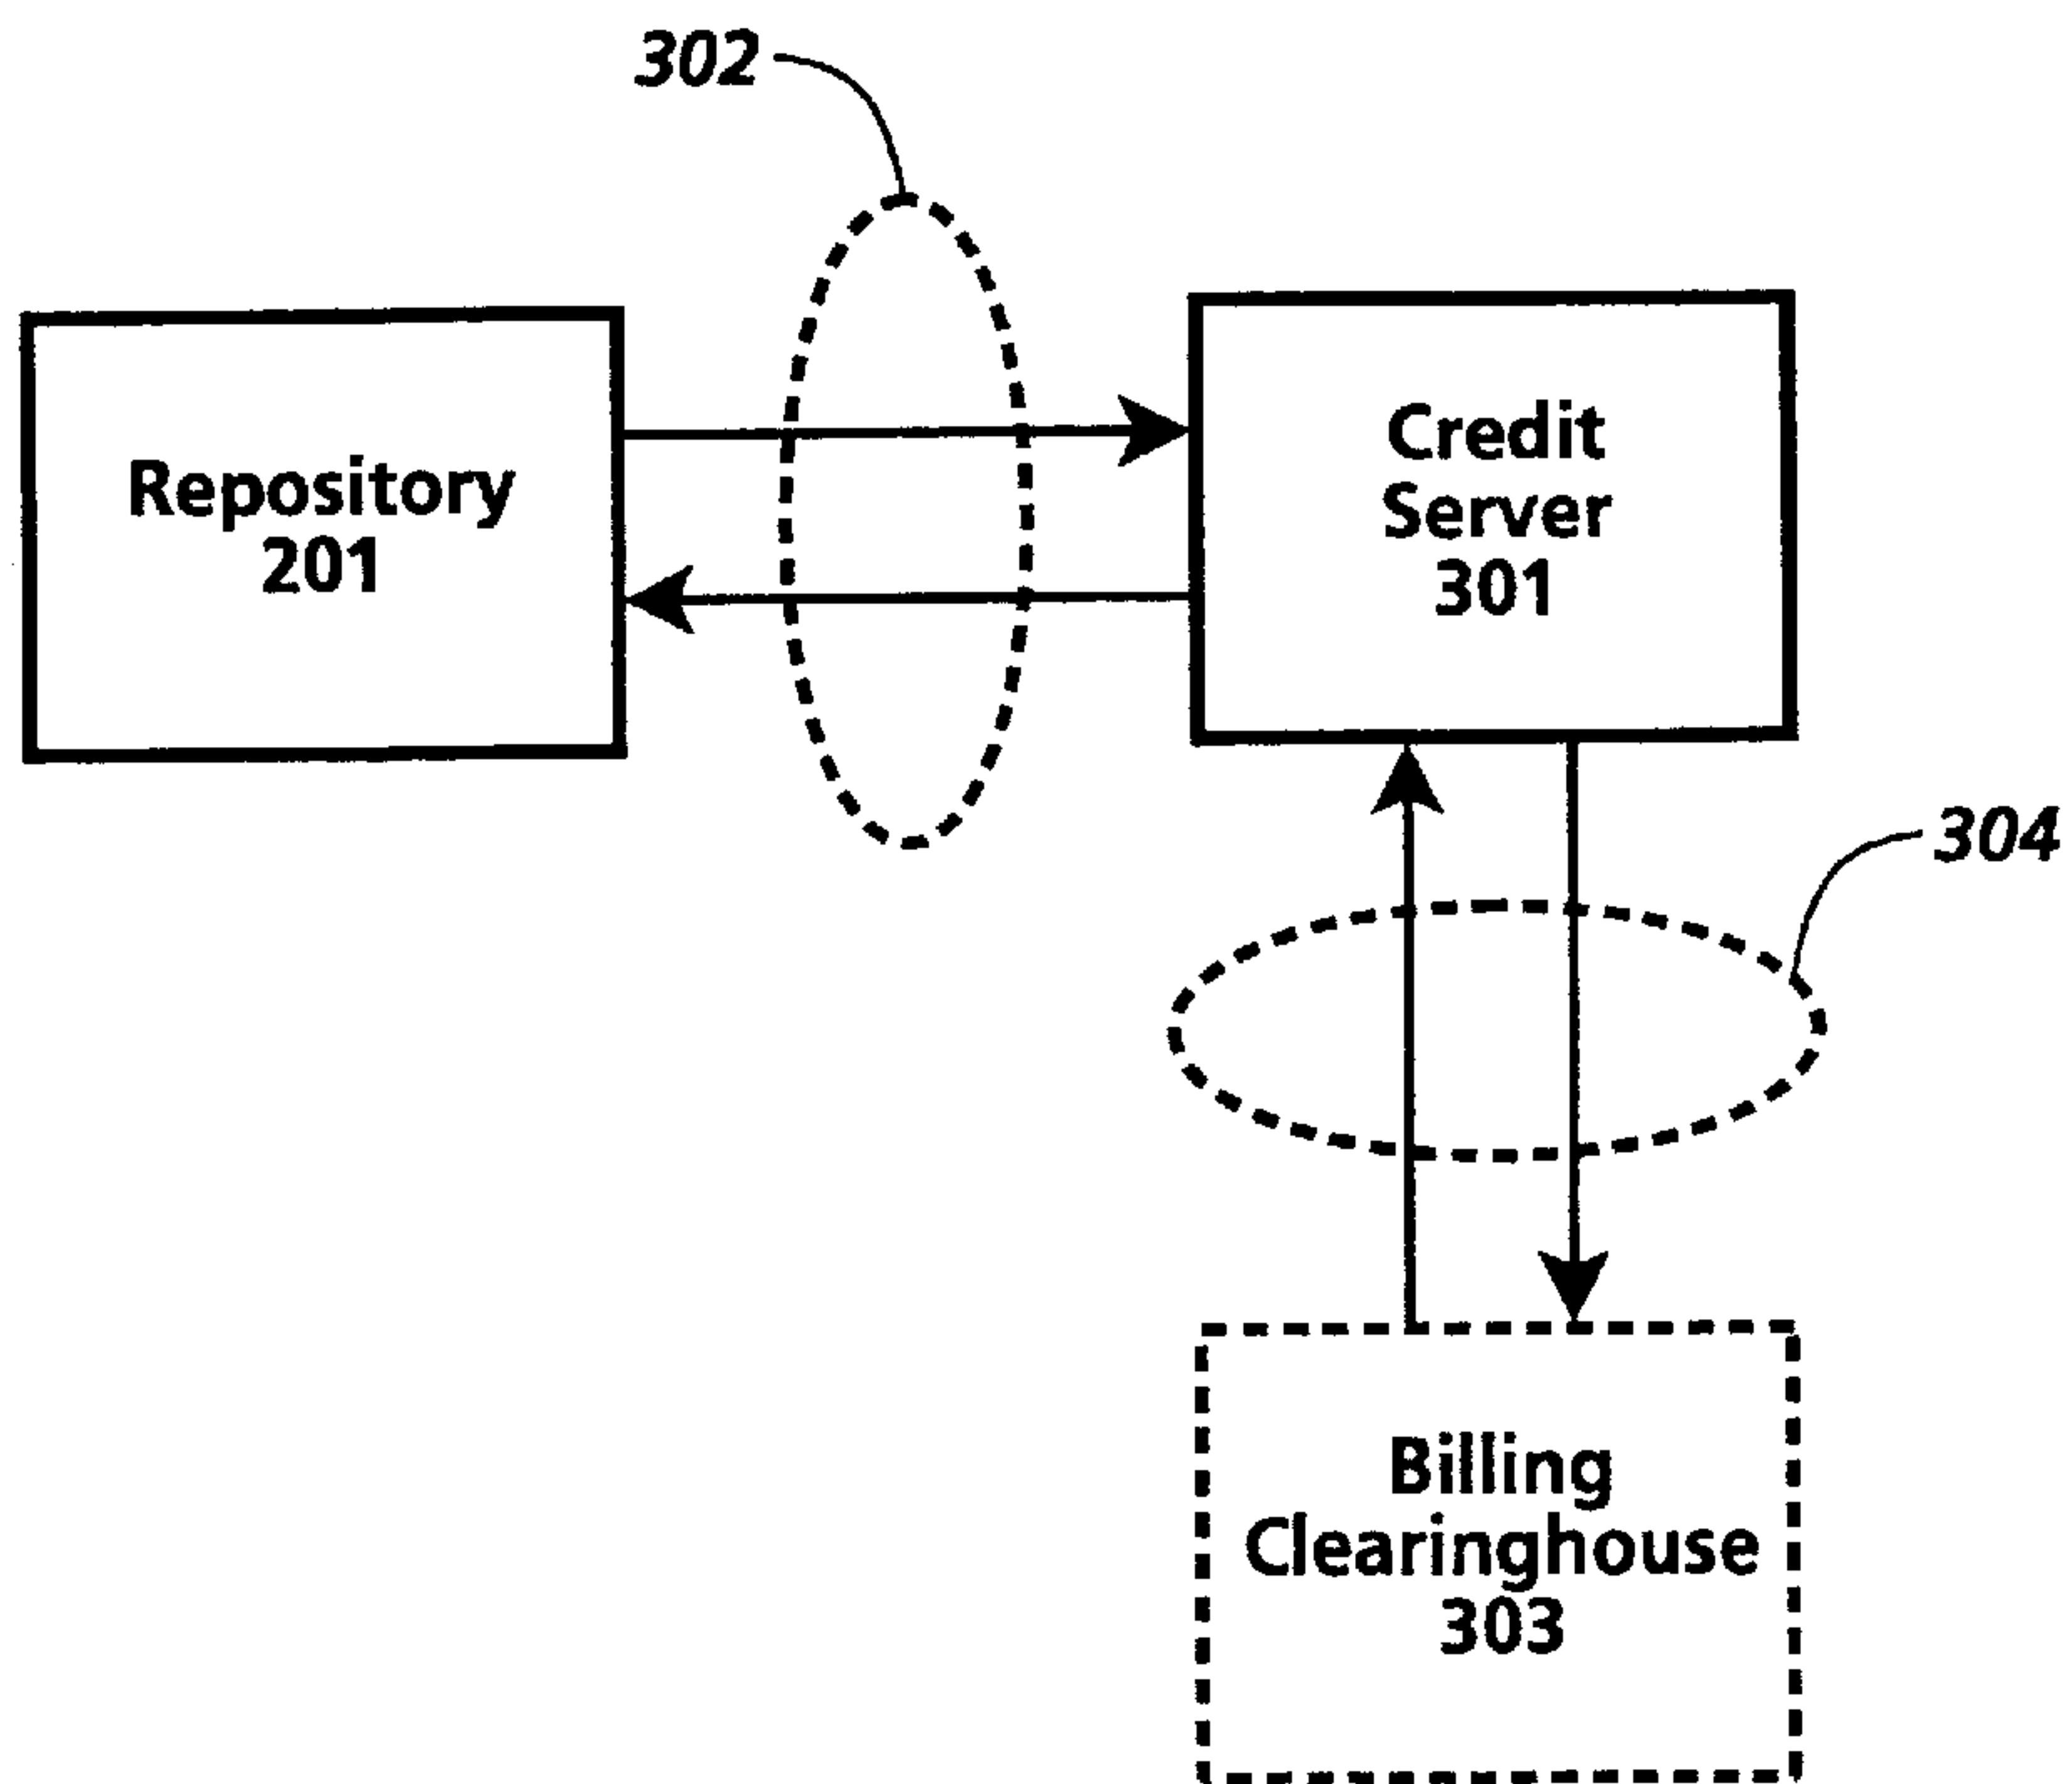 302
Repository
201
Credit
Server
301
304
Billing
Clearinghouse
303